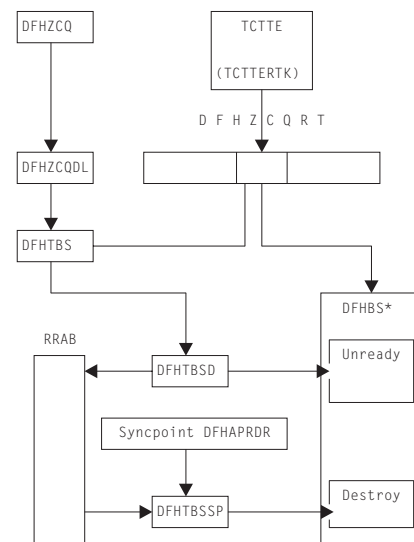 DFHZCQ
TCTTE
(TCTTERTK)
D F H Z C Q R T
DFHZCQDL
DFHTBS
DFHBS*
RRAB
Unready
DFHTBSD
Syncpoint DFHAPRDR
DFHTBSSP
Destroy